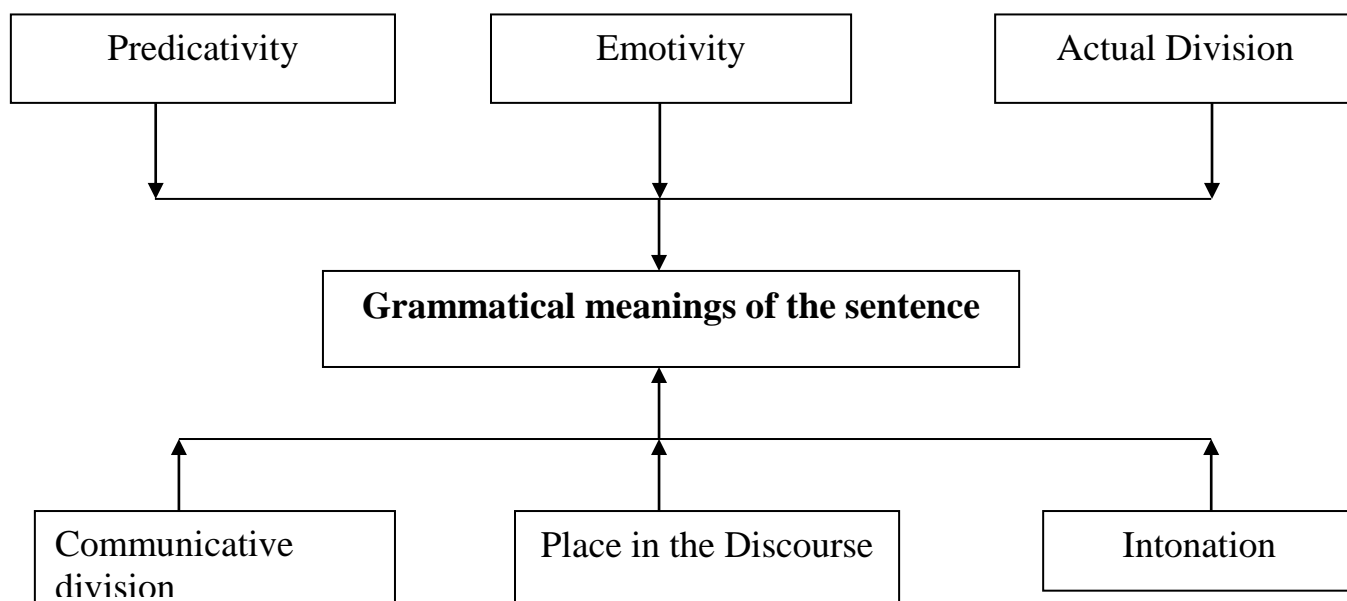 Predicativity
Emotivity
Actual Division
Grammatical meanings of the sentence
Communicative
division
Place in the Discourse
Intonation